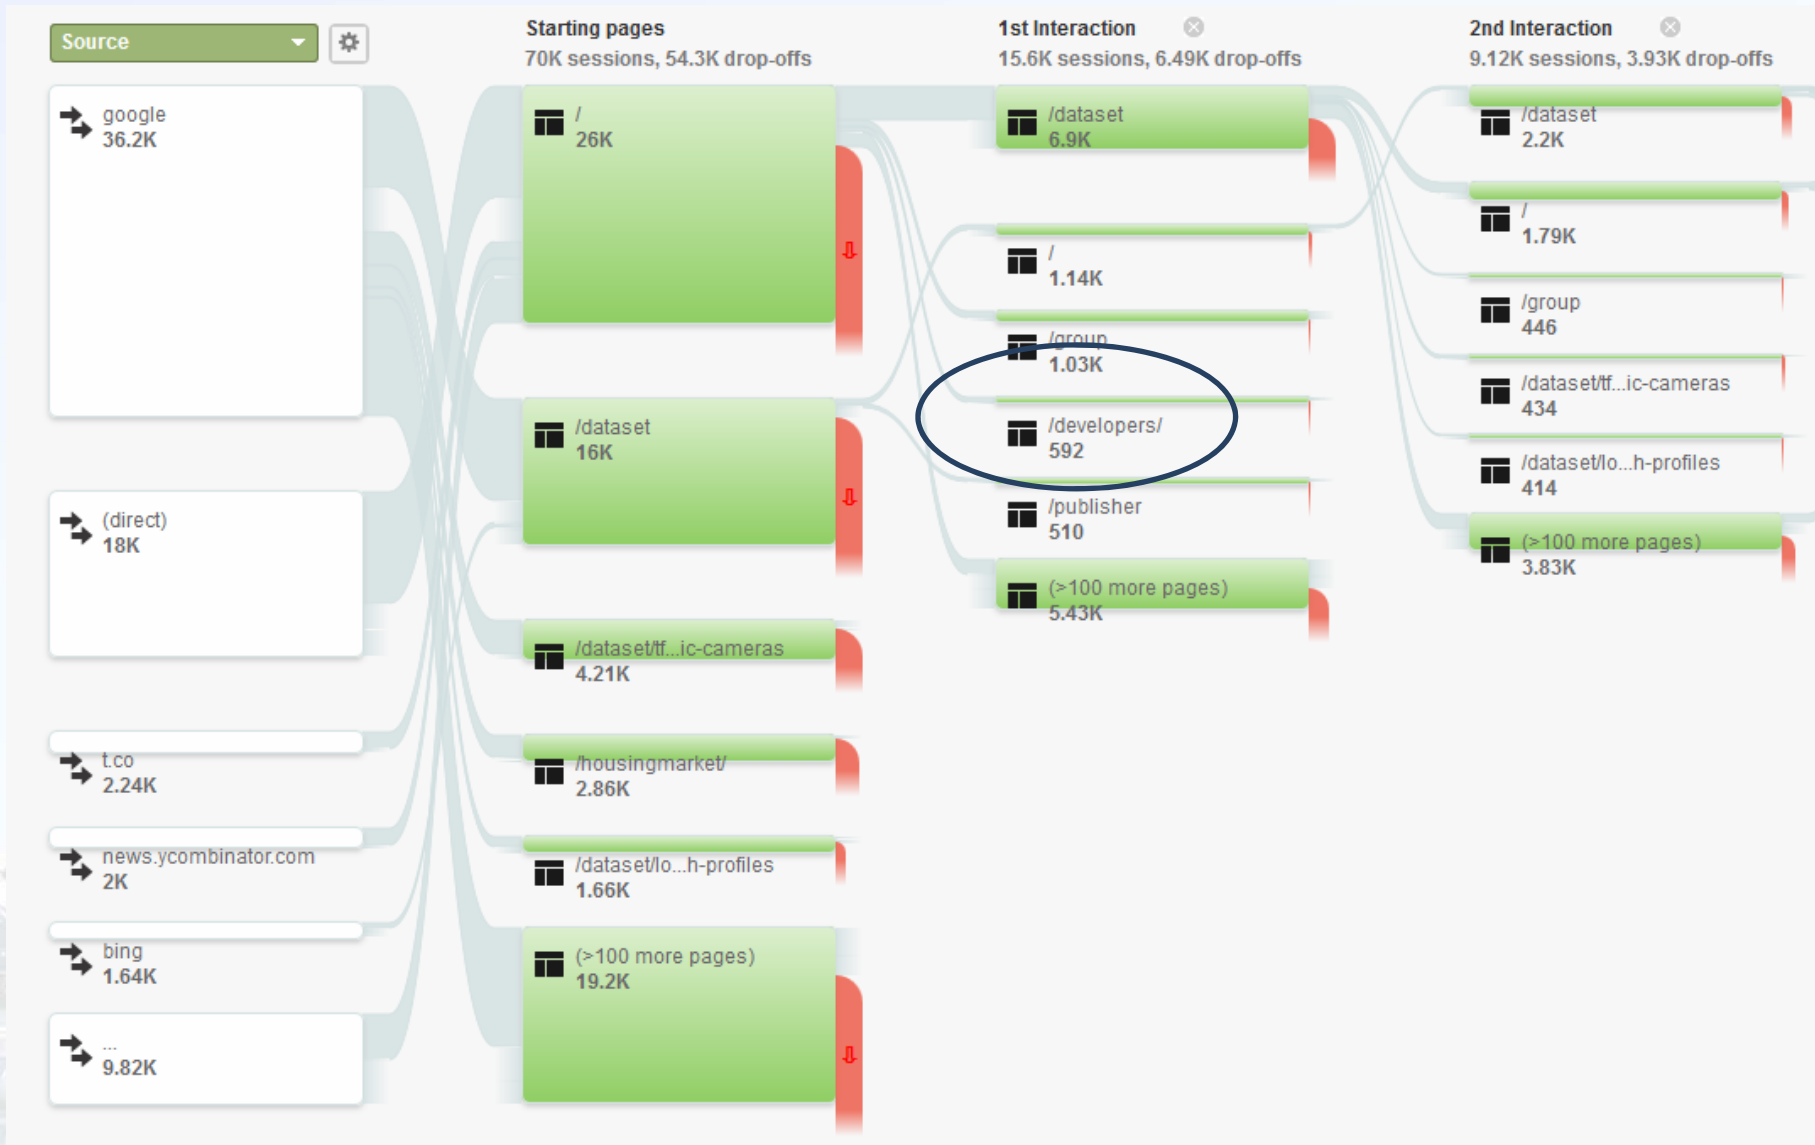 Source
google
36.2K
(direct)
18K
t.co
2.24K
news.ycombinator.com
2K
bing
1.64K
...
9.82K
Starting pages
70K sessions, 54.3K drop-offs
/
26K
/dataset
16K
/dataset/tf...ic-cameras
4.21K
/housingmarket/
2.86K
/dataset/lo...h-profiles
1.66K
(>100 more pages)
19.2K
1st Interaction
15.6K sessions, 6.49K drop-offs
/dataset
6.9K
/
1.14K
/group
1.03K
/developers/
592
/publisher
510
(>100 more pages)
5.43K
2nd Interaction
9.12K sessions, 3.93K drop-offs
/dataset
2.2K
/
1.79K
/group
446
/dataset/tf...ic-cameras
434
/dataset/lo...h-profiles
414
(>100 more pages)
3.83K